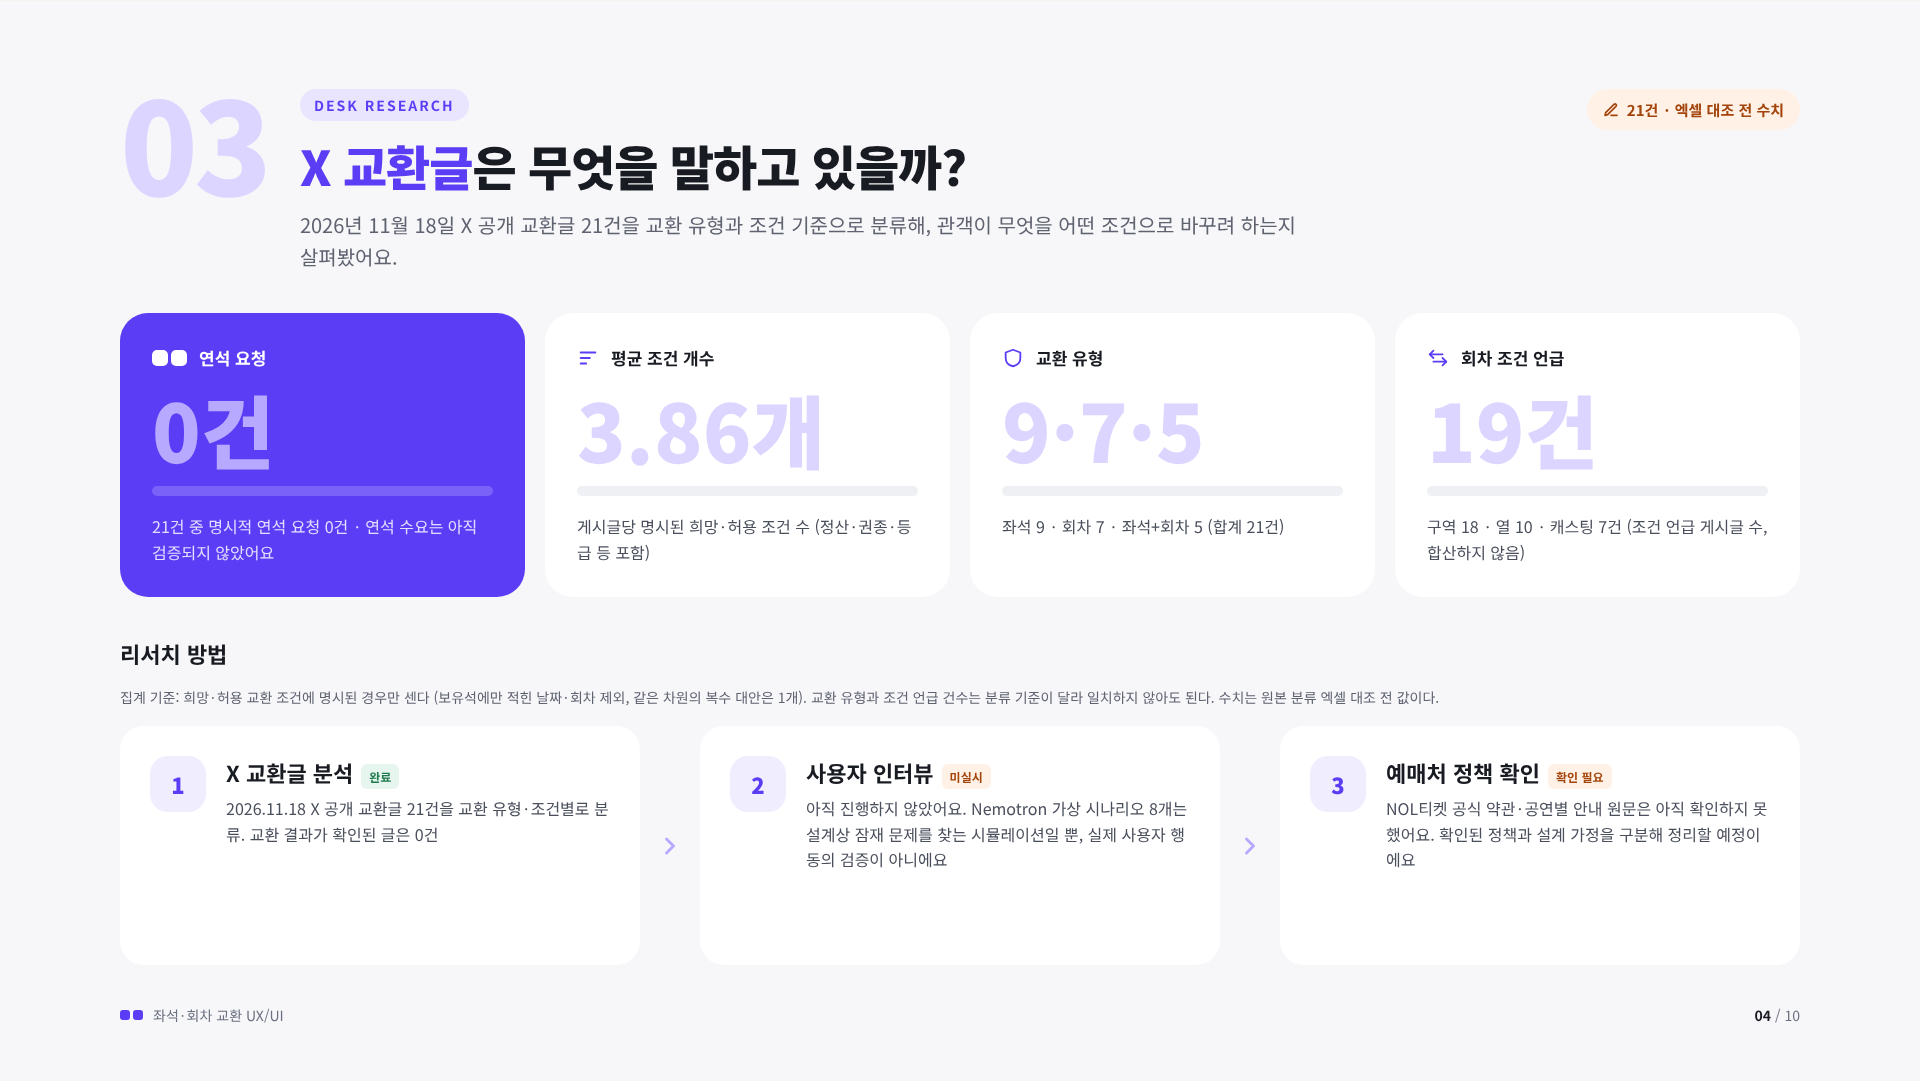 03
DESK RESEARCH
21건 · 엑셀 대조 전 수치
X 교환글은 무엇을 말하고 있을까?
2026년 11월 18일 X 공개 교환글 21건을 교환 유형과 조건 기준으로 분류해, 관객이 무엇을 어떤 조건으로 바꾸려 하는지
살펴봤어요.
연석 요청
0건
21건 중 명시적 연석 요청 0건 · 연석 수요는 아직
검증되지 않았어요
평균 조건 개수
3.86개
게시글당 명시된 희망·허용 조건 수 (정산·권종·등
급 등 포함)
교환 유형
9·7·5
좌석 9 · 회차 7 · 좌석+회차 5 (합계 21건)
회차 조건 언급
19건
구역 18 · 열 10 · 캐스팅 7건 (조건 언급 게시글 수,
합산하지 않음)
리서치 방법
집계 기준: 희망·허용 교환 조건에 명시된 경우만 센다 (보유석에만 적힌 날짜·회차 제외, 같은 차원의 복수 대안은 1개). 교환 유형과 조건 언급 건수는 분류 기준이 달라 일치하지 않아도 된다. 수치는 원본 분류 엑셀 대조 전 값이다.
1
X 교환글 분석 완료
2026.11.18 X 공개 교환글 21건을 교환 유형·조건별로 분
류. 교환 결과가 확인된 글은 0건
2
사용자 인터뷰 미실시
아직 진행하지 않았어요. Nemotron 가상 시나리오 8개는
설계상 잠재 문제를 찾는 시뮬레이션일 뿐, 실제 사용자 행
동의 검증이 아니에요
3
예매처 정책 확인 확인 필요
NOL티켓 공식 약관·공연별 안내 원문은 아직 확인하지 못
했어요. 확인된 정책과 설계 가정을 구분해 정리할 예정이
에요
좌석·회차 교환 UX/UI
04 / 10